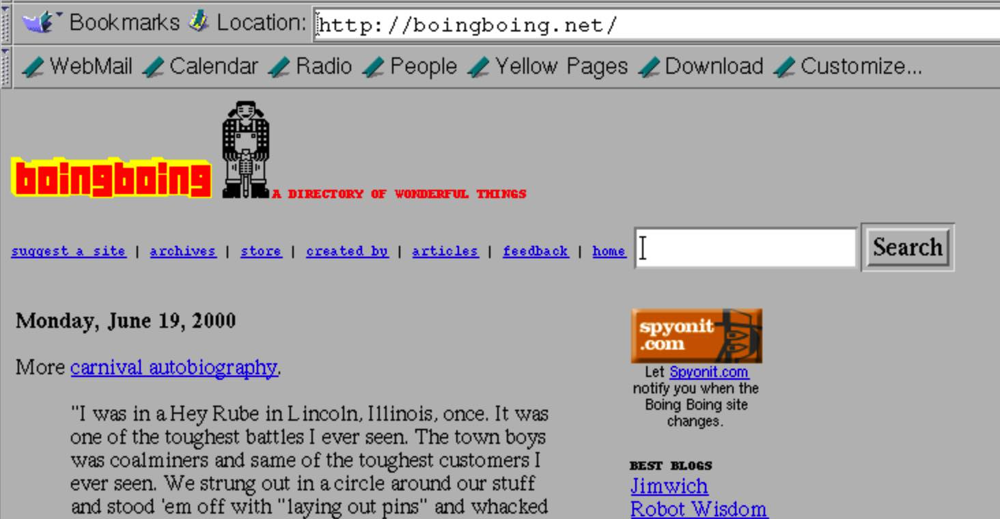 Bookmarks Location: http://boingboing.net/
WebMail Calendar Radio People Yellow Pages Download Customize...
boingboing
A DIRECTORY OF WONDERFUL THINGS
suggest a site | archives | store | created by | articles | feedback | home Search
Monday, June 19, 2000
More carnival autobiography.
"I was in a Hey Rube in Lincoln, Illinois, once. It was
one of the toughest battles I ever seen. The town boys
was coalminers and same of the toughest customers I
ever seen. We strung out in a circle around our stuff
and stood 'em off with "laying out pins" and whacked
spyonit
.com
Let Spyonit.com
notify you when the
Boing Boing site
changes.
BEST BLOGS
Jimwich
Robot Wisdom